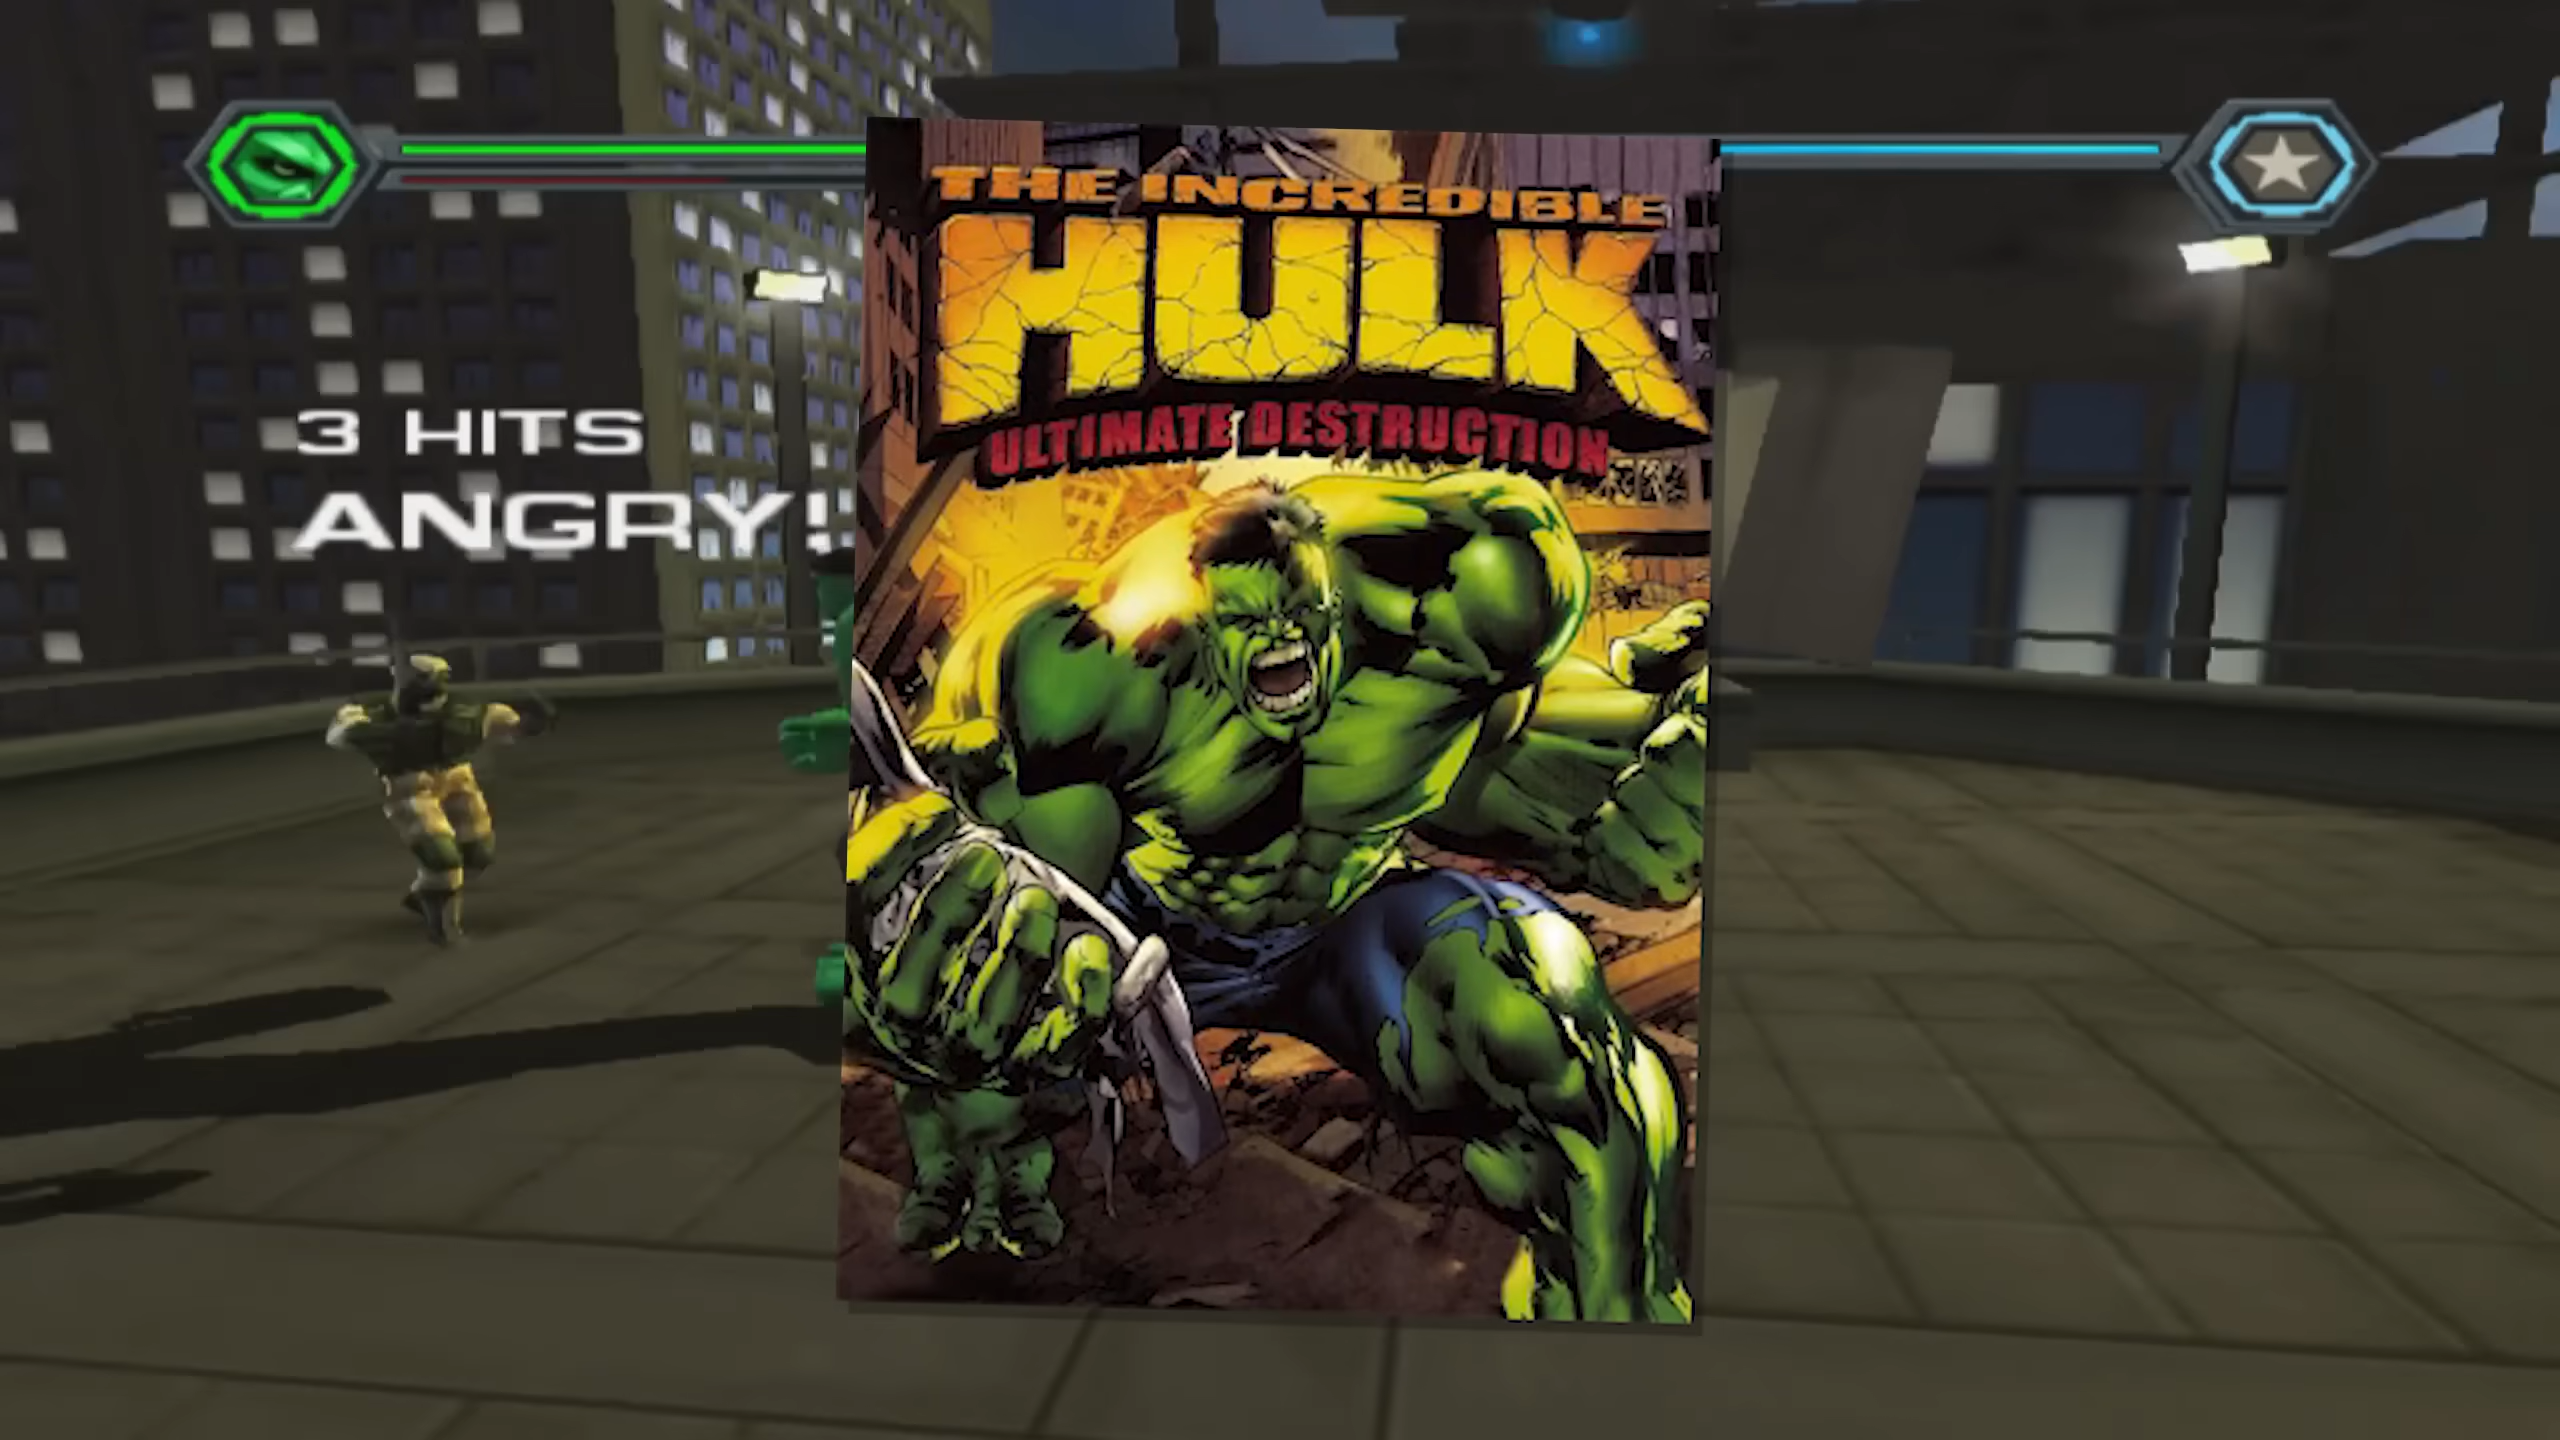 THE INCREDIBLE
HULK
ULTIMATE DESTRUCTION
3 HITS
ANGRY!